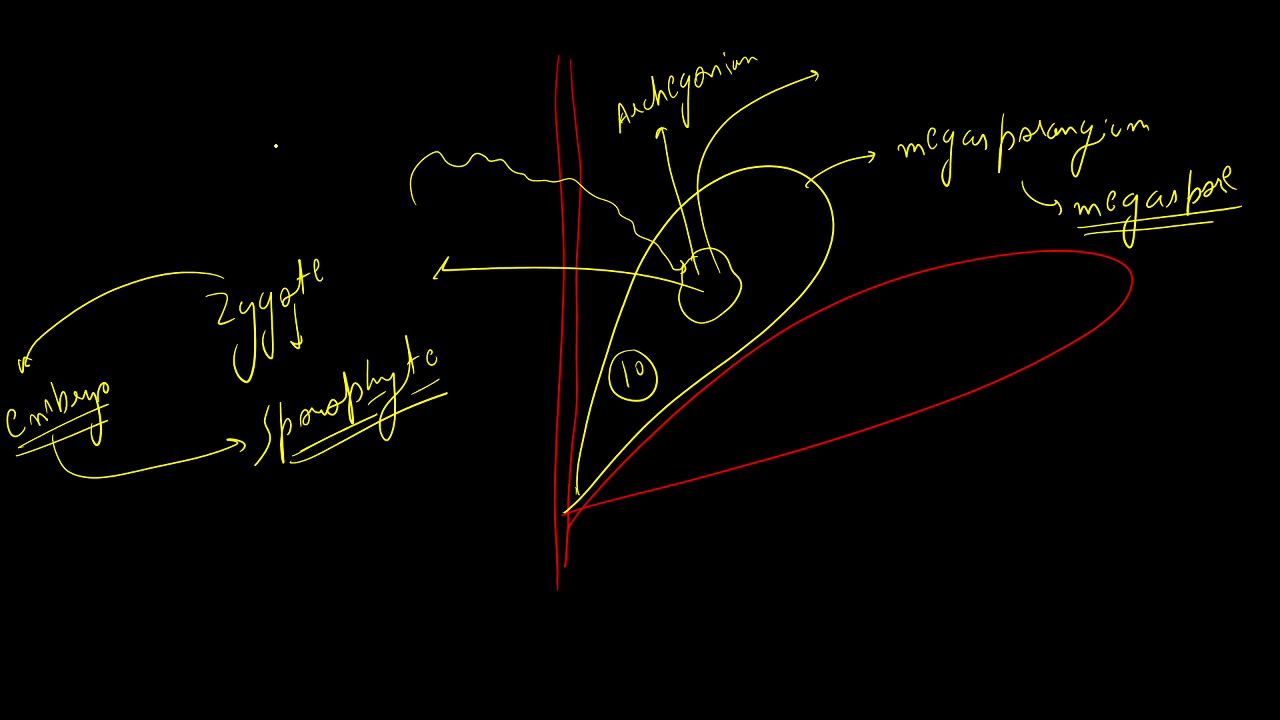 Archegonium
megasporangium
megaspore
Zygote
Embryo
Sporophyte
10